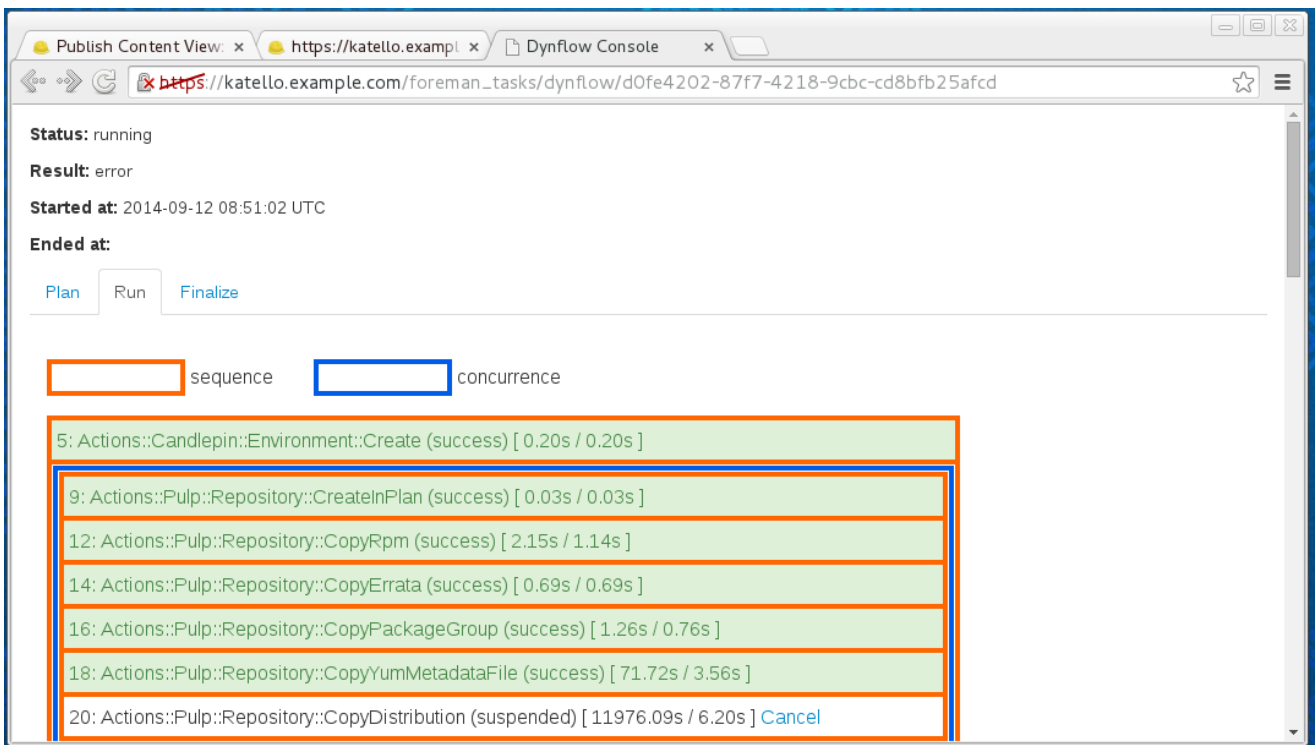 Publish Content View: x https://katello.exampl x Dynflow Console x
https://katello.example.com/foreman_tasks/dynflow/d0fe4202-87f7-4218-9cbc-cd8bfb25afcd
Status: running
Result: error
Started at: 2014-09-12 08:51:02 UTC
Ended at:
Plan Run Finalize
sequence concurrence
5: Actions::Candlepin::Environment::Create (success) [ 0.20s / 0.20s ]
9: Actions::Pulp::Repository::CreateInPlan (success) [ 0.03s / 0.03s ]
12: Actions::Pulp::Repository::CopyRpm (success) [ 2.15s / 1.14s ]
14: Actions::Pulp::Repository::CopyErrata (success) [ 0.69s / 0.69s ]
16: Actions::Pulp::Repository::CopyPackageGroup (success) [ 1.26s / 0.76s ]
18: Actions::Pulp::Repository::CopyYumMetadataFile (success) [ 71.72s / 3.56s ]
20: Actions::Pulp::Repository::CopyDistribution (suspended) [ 11976.09s / 6.20s ] Cancel